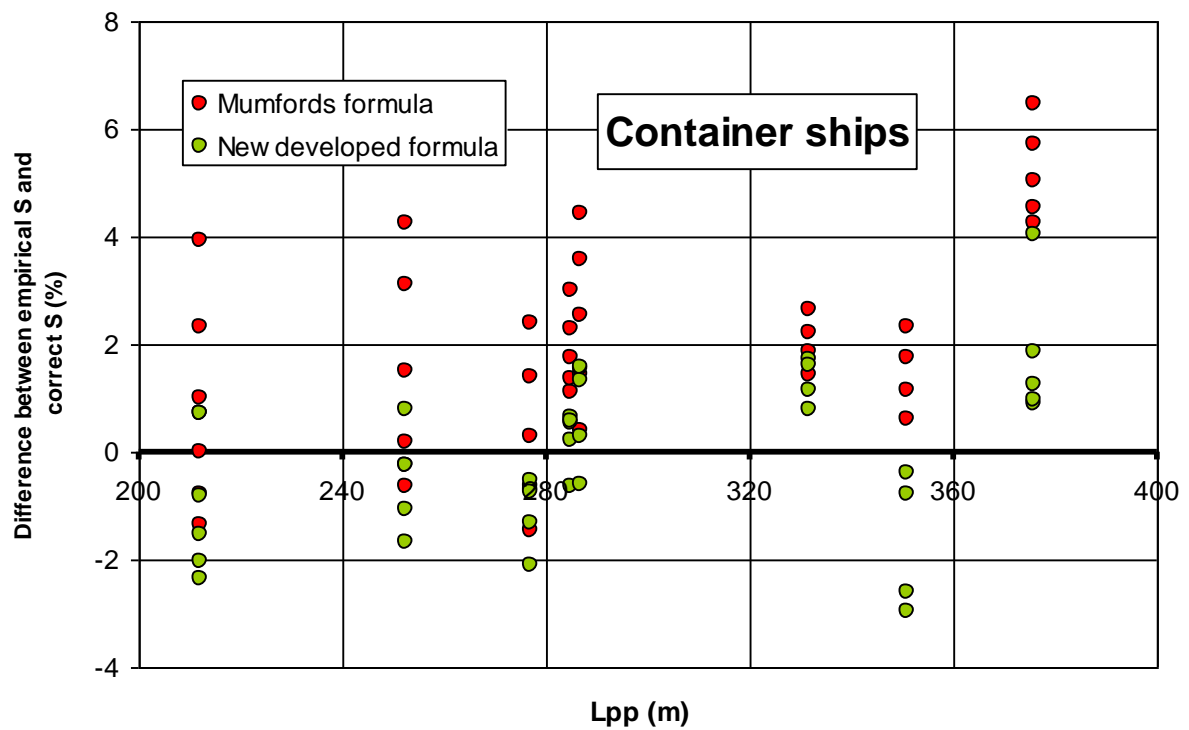 8
6
4
2
0
-2
-4
200
240
280
320
360
400
Mumfords formula
New developed formula
Container ships
Difference between empirical S and
correct S (%)
Lpp (m)